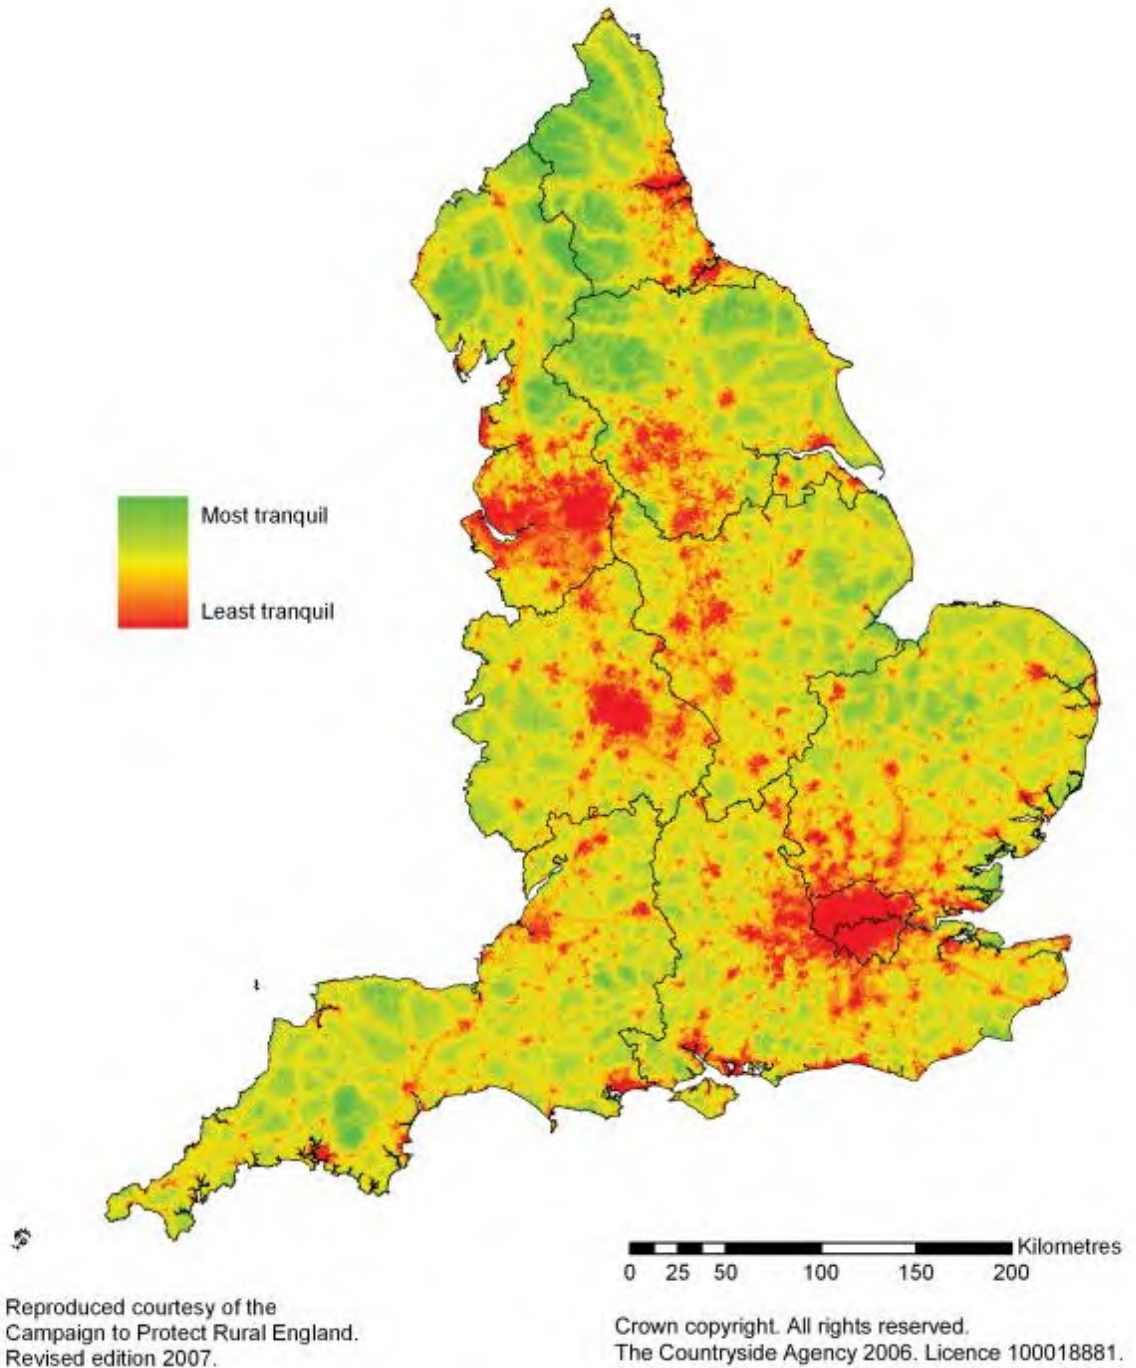 Most tranquil
Least tranquil
Kilometres
0 25 50 100 150 200
Reproduced courtesy of the
Campaign to Protect Rural England.
Revised edition 2007.
Crown copyright. All rights reserved.
The Countryside Agency 2006. Licence 100018881.